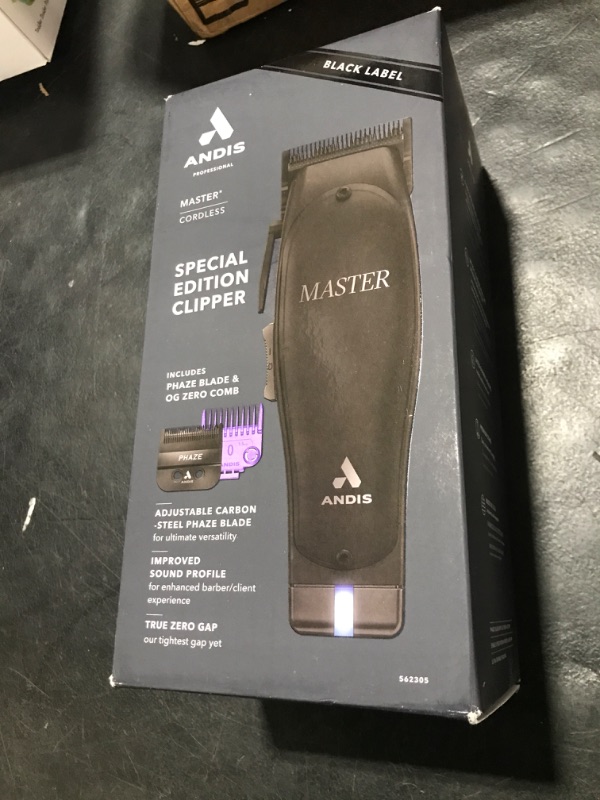 BLACK LABEL
ANDIS
PROFESSIONAL
MASTER®
CORDLESS
SPECIAL
EDITION
CLIPPER
MASTER
INCLUDES
PHAZE BLADE &
OG ZERO COMB
0
ANDIS
PHAZE
ANDIS
ADJUSTABLE CARBON
-STEEL PHAZE BLADE
for ultimate versatility
IMPROVED
SOUND PROFILE
for enhanced barber/client
experience
TRUE ZERO GAP
our tightest gap yet
562305